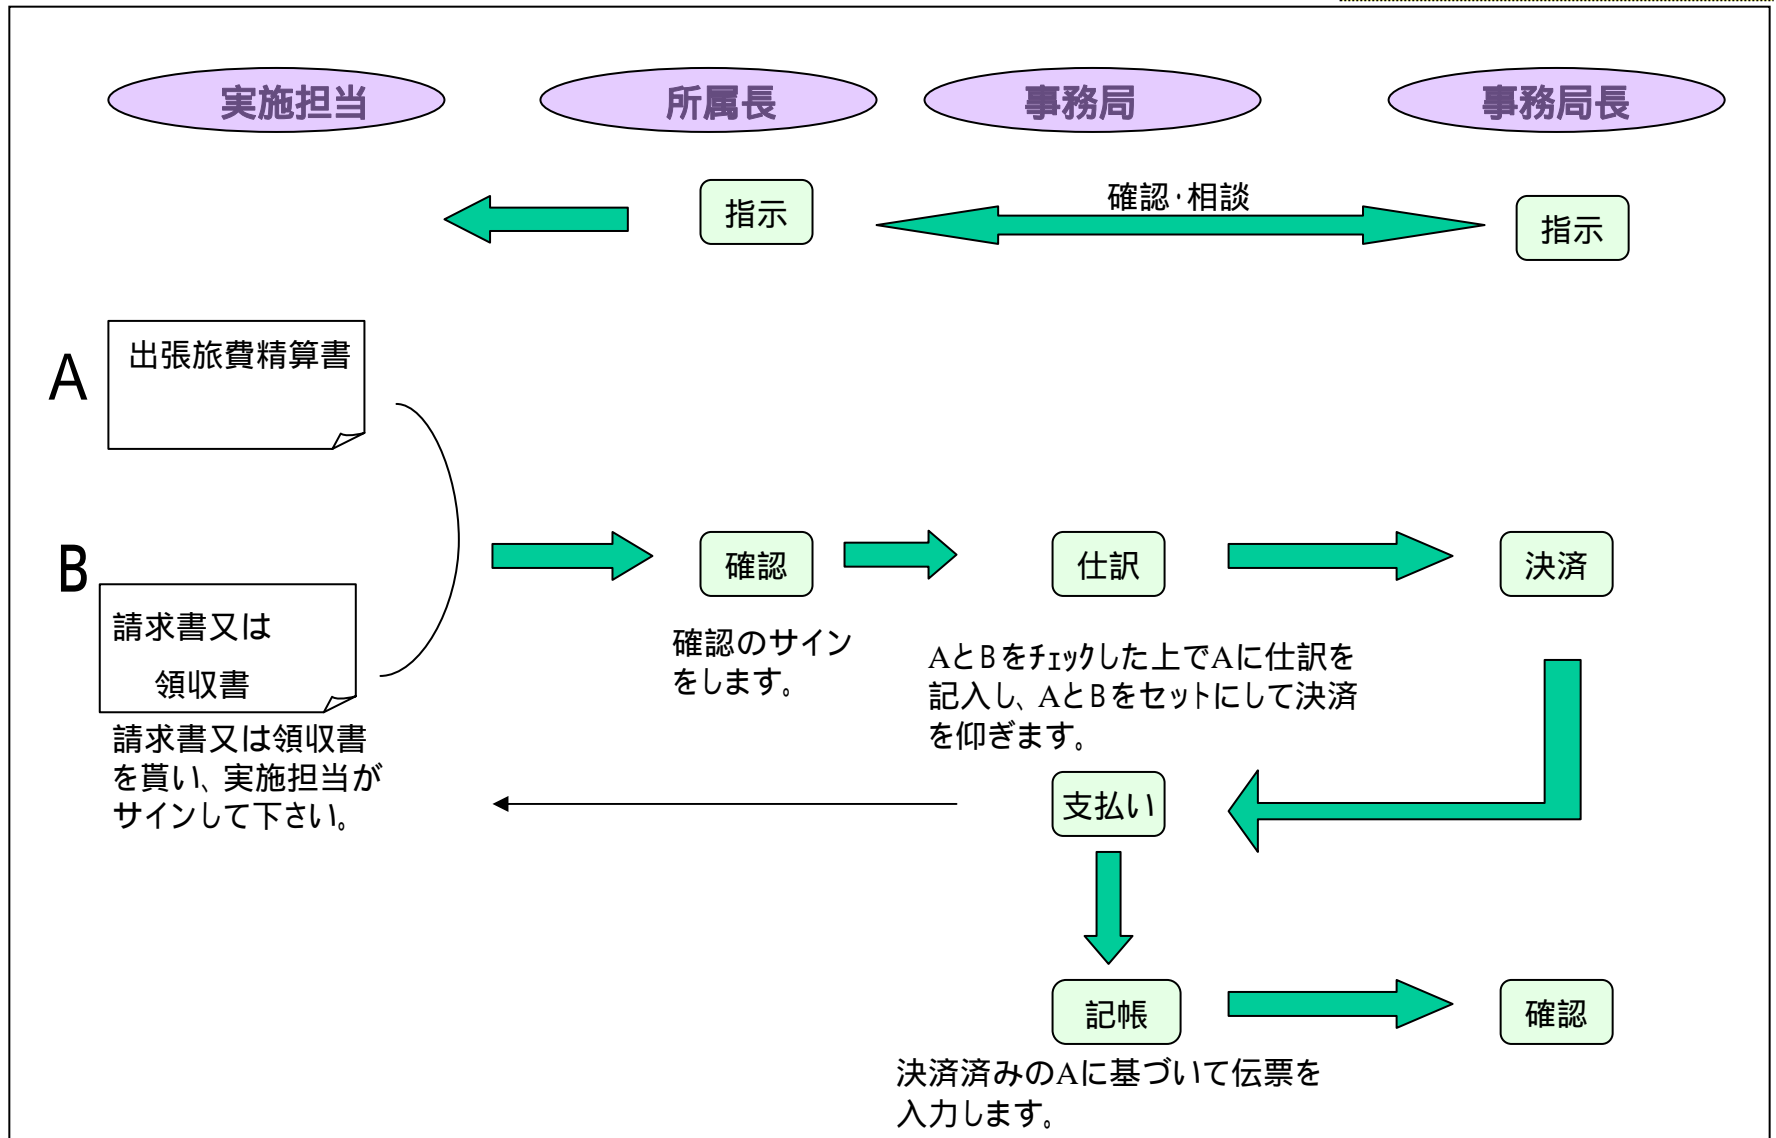 実施担当
所属長
事務局
事務局長
指示
確認・相談
指示
A
出張旅費精算書
B
請求書又は
領収書
請求書又は領収書
を貰い、実施担当が
サインして下さい。
確認
確認のサイン
をします。
仕訳
AとBをﾁｪｯｸした上でAに仕訳を
記入し、AとBをセットにして決済
を仰ぎます。
決済
支払い
記帳
決済済みのAに基づいて伝票を
入力します。
確認